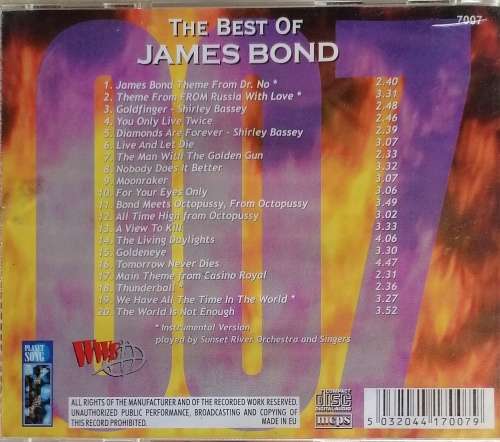 THE BEST OF
JAMES BOND
7007
007
1. James Bond Theme From Dr. No * 2.40
2. Theme From FROM Russia With Love * 3.31
3. Goldfinger - Shirley Bassey 2.48
4. You Only Live Twice 2.46
5. Diamonds Are Forever - Shirley Bassey 2.39
6. Live And Let Die 3.07
7. The Man With The Golden Gun 2.33
8. Nobody Does It Better 3.32
9. Moonraker 3.07
10. For Your Eyes Only 3.06
11. Bond Meets Octopussy, From Octopussy 3.49
12. All Time High from Octopussy 3.02
13. A View To Kill 3.33
14. The Living Daylights 4.06
15. Goldeneye 3.30
16. Tomorrow Never Dies 4.47
17. Main Theme from Casino Royal 2.31
18. Thunderball * 2.36
19. We Have All The Time In The World * 3.27
20. The World Is Not Enough 3.52
* Instrumental Version
played by Sunset River Orchestra and Singers
PLANET
SONG
ALL RIGHTS OF THE MANUFACTURER AND OF THE RECORDED WORX RESERVED.
UNAUTHORIZED PUBLIC PERFORMANCE, BROADCASTING AND COPYING OF
THIS RECORD PROHIBITED. MADE IN EU
COMPACT
disc
DIGITAL AUDIO
mcps
5 032044 170079